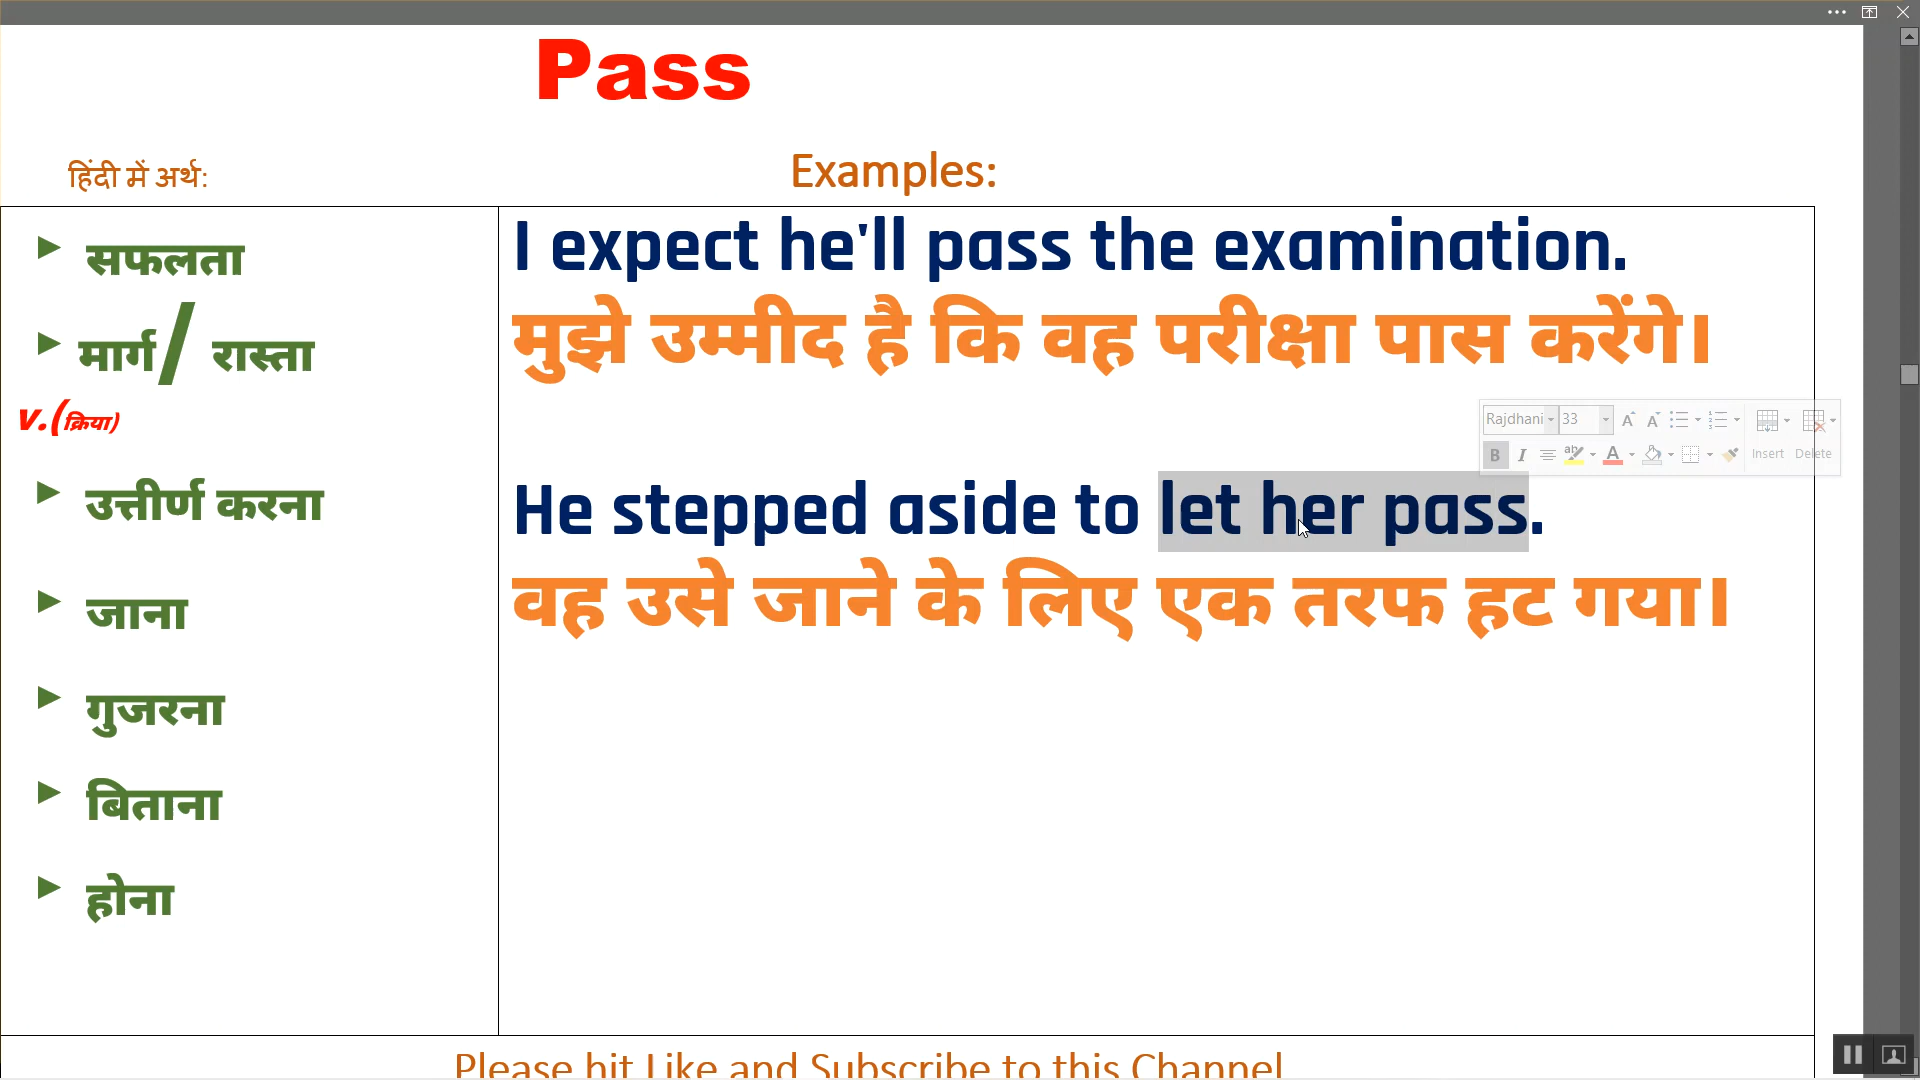 Pass
हिंदी में अर्थ:
Examples:
सफलता
मार्ग/ रास्ता
v.(क्रिया)
उत्तीर्ण करना
जाना
गुजरना
बिताना
होना
I expect he'll pass the examination.
मुझे उम्मीद है कि वह परीक्षा पास करेंगे।
Rajdhani 33
Insert Delete
He stepped aside to let her pass.
वह उसे जाने के लिए एक तरफ हट गया।
Please hit Like and Subscribe to this Channel